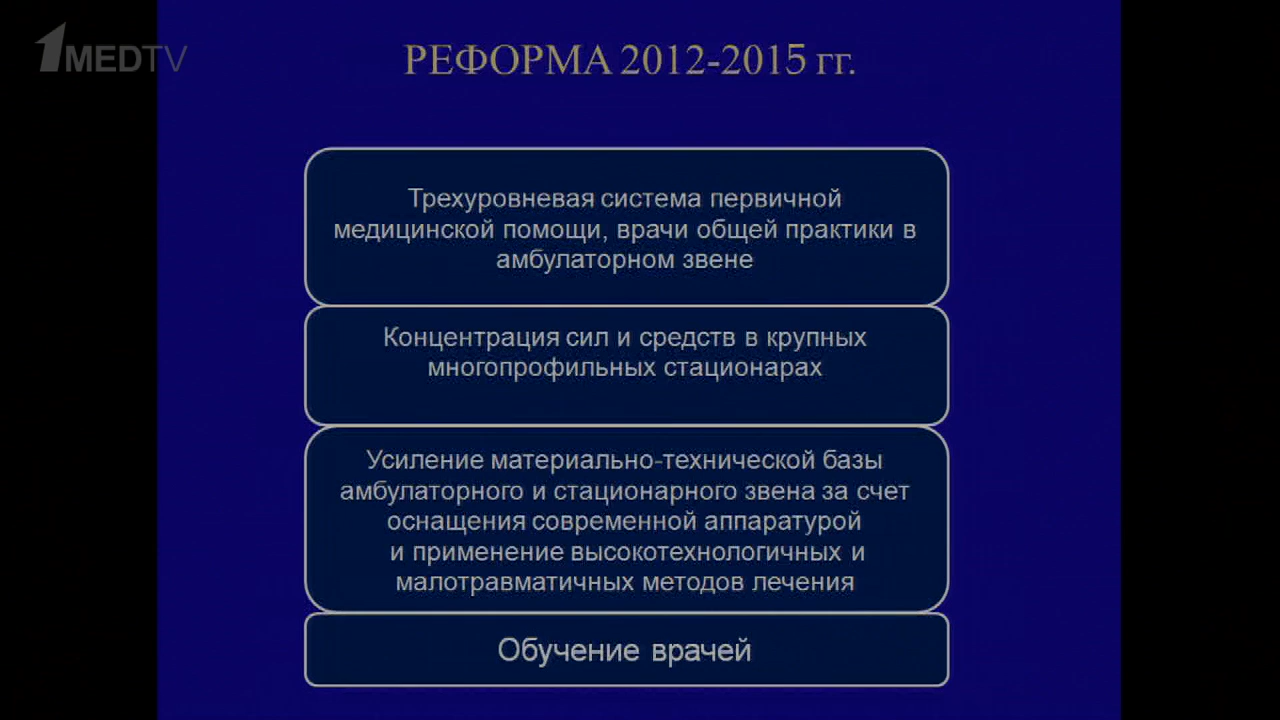 1MEDTV
РЕФОРМА 2012-2015 гг.
Трехуровневая система первичной
медицинской помощи, врачи общей практики в
амбулаторном звене
Концентрация сил и средств в крупных
многопрофильных стационарах
Усиление материально-технической базы
амбулаторного и стационарного звена за счет
оснащения современной аппаратурой
и применение высокотехнологичных и
малотравматичных методов лечения
Обучение врачей